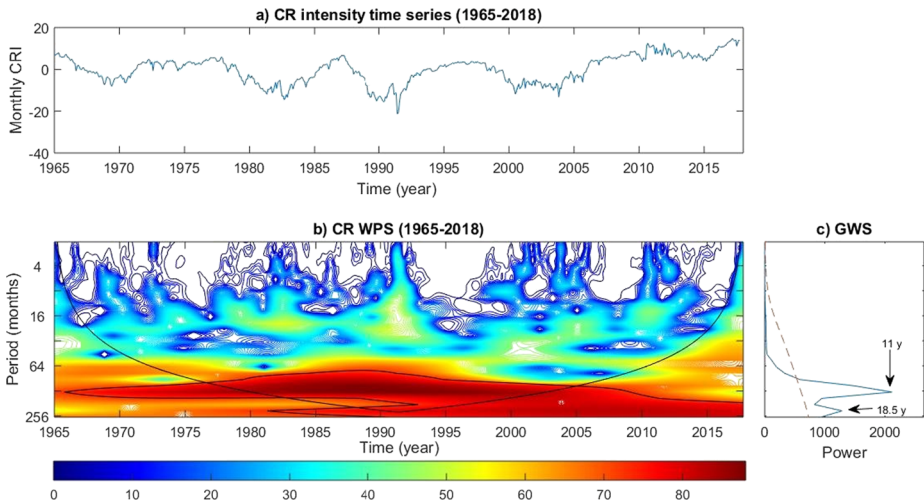 a) CR intensity time series (1965-2018)
Monthly CRI
20
0
-20
-40
1965 1970 1975 1980 1985 1990 1995 2000 2005 2010 2015
Time (year)
b) CR WPS (1965-2018)
Period (months)
4
16
64
256
1965 1970 1975 1980 1985 1990 1995 2000 2005 2010 2015
Time (year)
0 10 20 30 40 50 60 70 80
c) GWS
11 y
18.5 y
0 1000 2000
Power